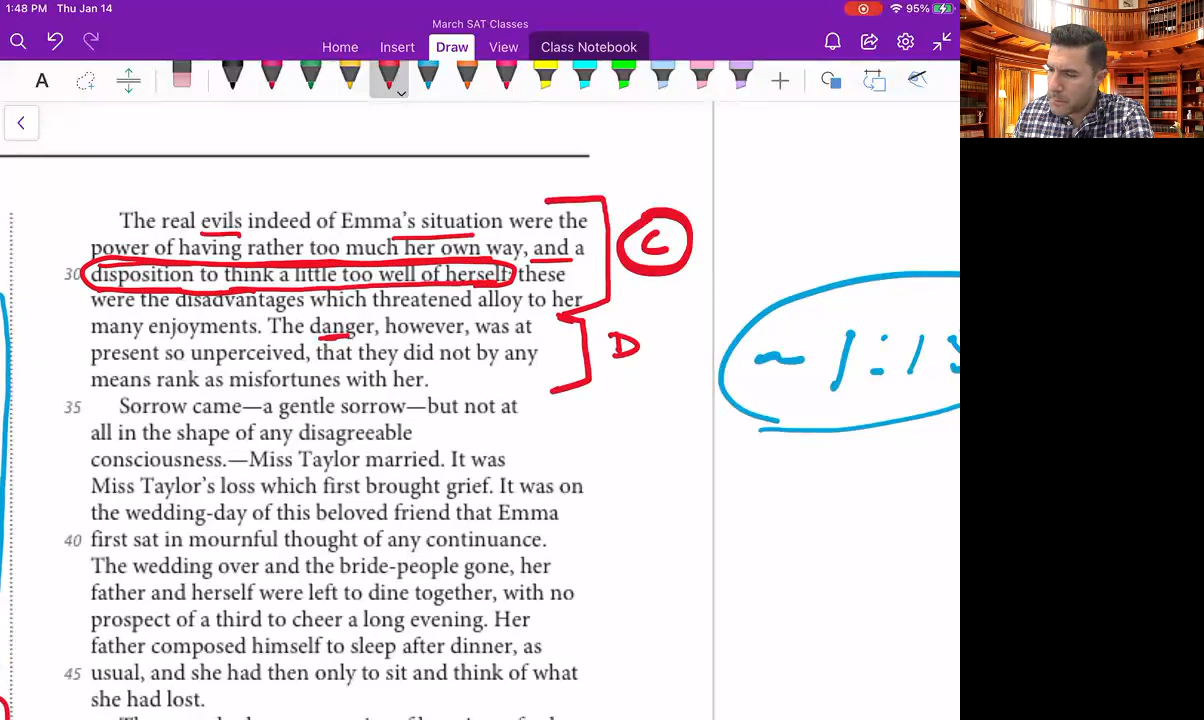 1:48 PM Thu Jan 14
March SAT Classes
95%
Home Insert Draw View Class Notebook
A
The real evils indeed of Emma's situation were the
power of having rather too much her own way, and a
30 disposition to think a little too well of herself; these
were the disadvantages which threatened alloy to her
many enjoyments. The danger, however, was at
present so unperceived, that they did not by any
means rank as misfortunes with her.
35 Sorrow came—a gentle sorrow—but not at
all in the shape of any disagreeable
consciousness.—Miss Taylor married. It was
Miss Taylor's loss which first brought grief. It was on
the wedding-day of this beloved friend that Emma
40 first sat in mournful thought of any continuance.
The wedding over and the bride-people gone, her
father and herself were left to dine together, with no
prospect of a third to cheer a long evening. Her
father composed himself to sleep after dinner, as
45 usual, and she had then only to sit and think of what
she had lost.
C
D
~ 1:1